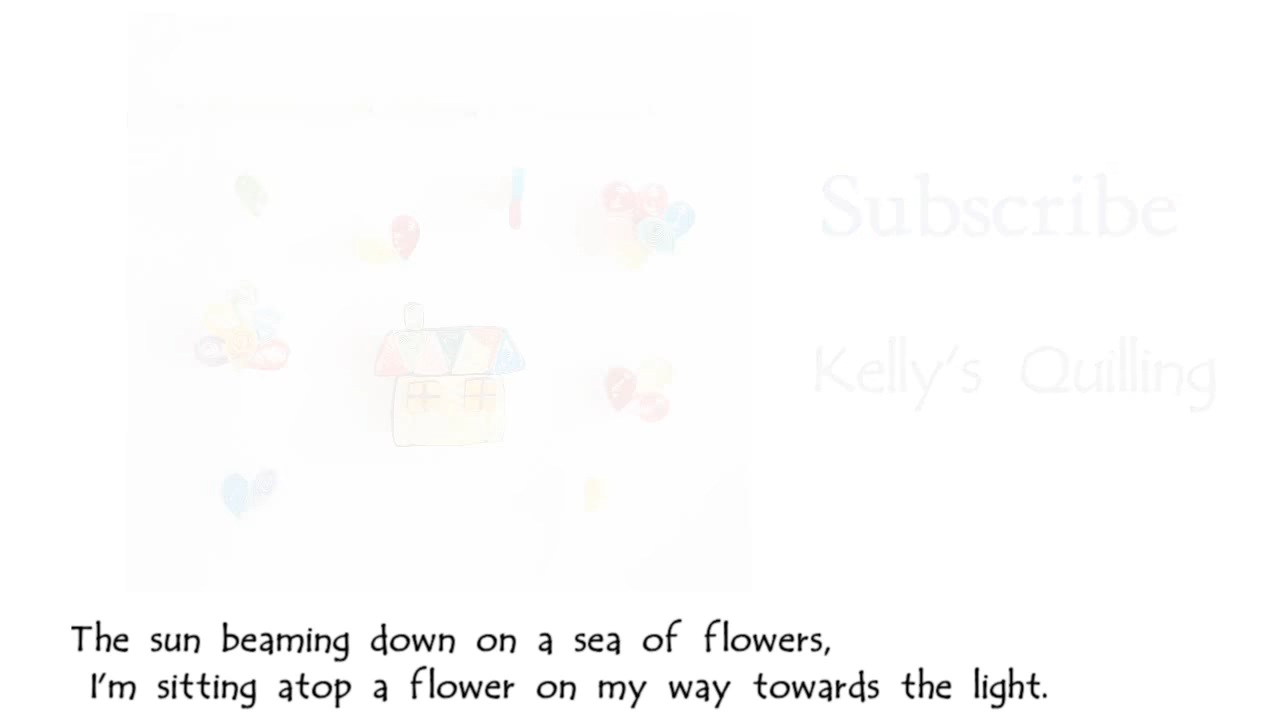 Subscribe
Kelly's Quilling
The sun beaming down on a sea of flowers,
I'm sitting atop a flower on my way towards the light.